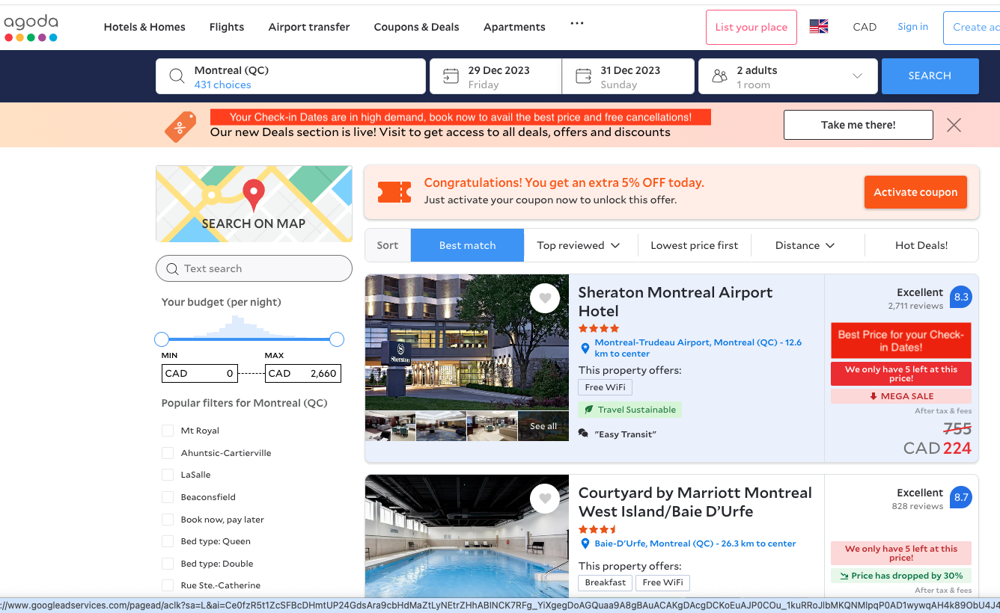 agoda
Hotels & Homes
Flights
Airport transfer
Coupons & Deals
Apartments
•••
List your place
CAD
Sign in
Create ac
Montreal (QC)
431 choices
29 Dec 2023
Friday
31 Dec 2023
Sunday
2 adults
1 room
SEARCH
%
Your Check-in Dates are in high demand, book now to avail the best price and free cancellations!
Our new Deals section is live! Visit to get access to all deals, offers and discounts
Take me there!
SEARCH ON MAP
Text search
Your budget (per night)
MIN
MAX
CAD 0
CAD 2,660
Popular filters for Montreal (QC)
Mt Royal
Ahuntsic-Cartierville
LaSalle
Beaconsfield
Book now, pay later
Bed type: Queen
Bed type: Double
Rue Ste.-Catherine
Congratulations! You get an extra 5% OFF today.
Just activate your coupon now to unlock this offer.
Activate coupon
Sort
Best match
Top reviewed
Lowest price first
Distance
Hot Deals!
Sheraton
See all
Sheraton Montreal Airport
Hotel
Montreal-Trudeau Airport, Montreal (QC) - 12.6
km to center
This property offers:
Free WiFi
Travel Sustainable
"Easy Transit"
Excellent
2,711 reviews
8.3
Best Price for your Check-
in Dates!
We only have 5 left at this
price!
MEGA SALE
After tax & fees
755
CAD 224
Courtyard by Marriott Montreal
West Island/Baie D'Urfe
Baie-D'Urfe, Montreal (QC) - 26.3 km to center
This property offers:
Breakfast
Free WiFi
Excellent
828 reviews
8.7
We only have 5 left at this
price!
Price has dropped by 30%
After tax & fees